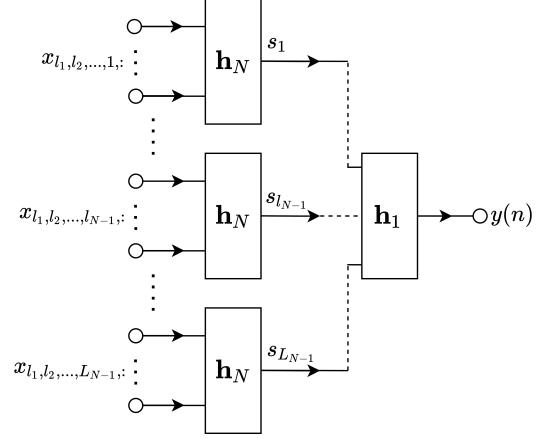 x_{l_1,l_2,...,1,:}
h_N
s_1
x_{l_1,l_2,...,l_{N-1},:}
h_N
s_{l_{N-1}}
h_1
y(n)
x_{l_1,l_2,...,L_{N-1},:}
h_N
s_{L_{N-1}}